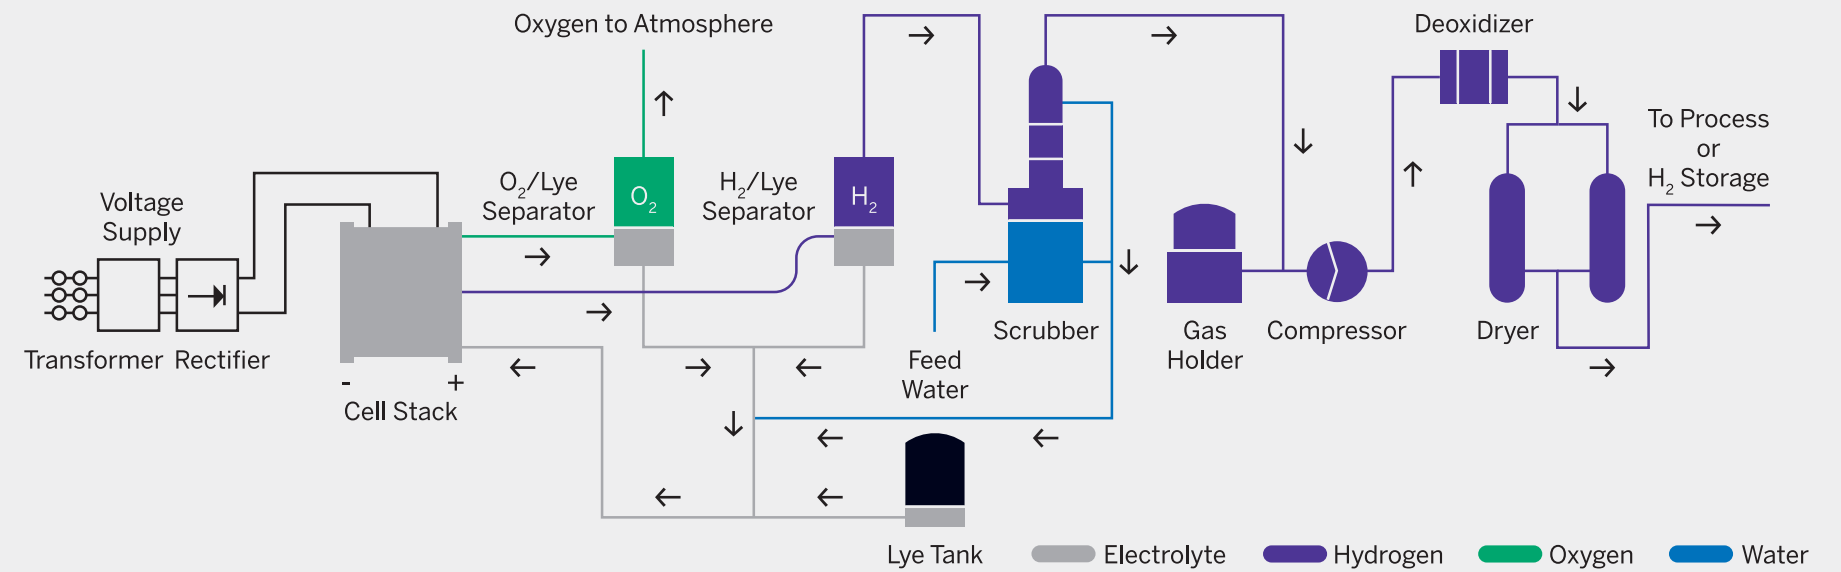 Oxygen to Atmosphere
Deoxidizer
To Process
or
H₂ Storage
Voltage
Supply
O₂/Lye
Separator
O₂
H₂/Lye
Separator
H₂
Transformer
Rectifier
-
+
Cell Stack
Feed
Water
Scrubber
Gas
Holder
Compressor
Dryer
Lye Tank
Electrolyte
Hydrogen
Oxygen
Water